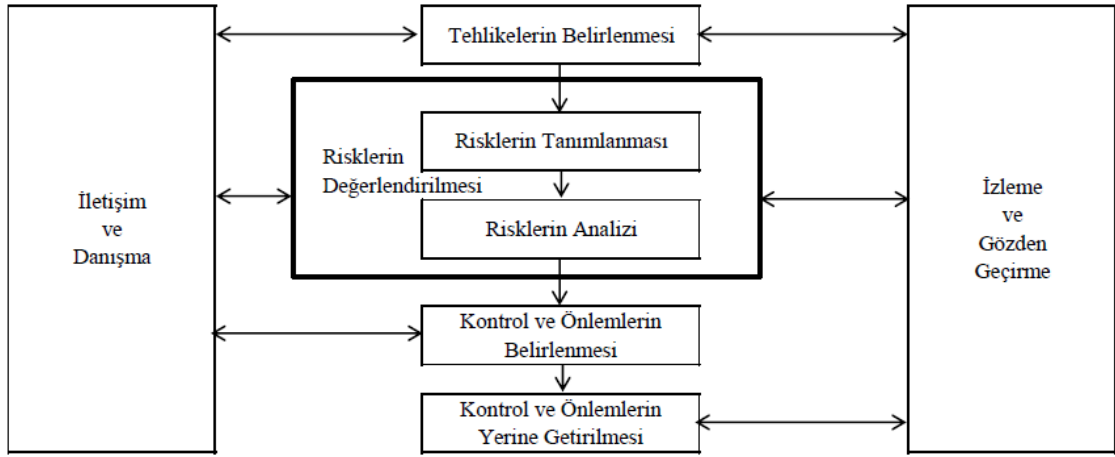 Tehlikelerin Belirlenmesi
Risklerin Tanımlanması
Risklerin
Değerlendirilmesi
Risklerin Analizi
İletişim
ve
Danışma
İzleme
ve
Gözden
Geçirme
Kontrol ve Önlemlerin
Belirlenmesi
Kontrol ve Önlemlerin
Yerine Getirilmesi